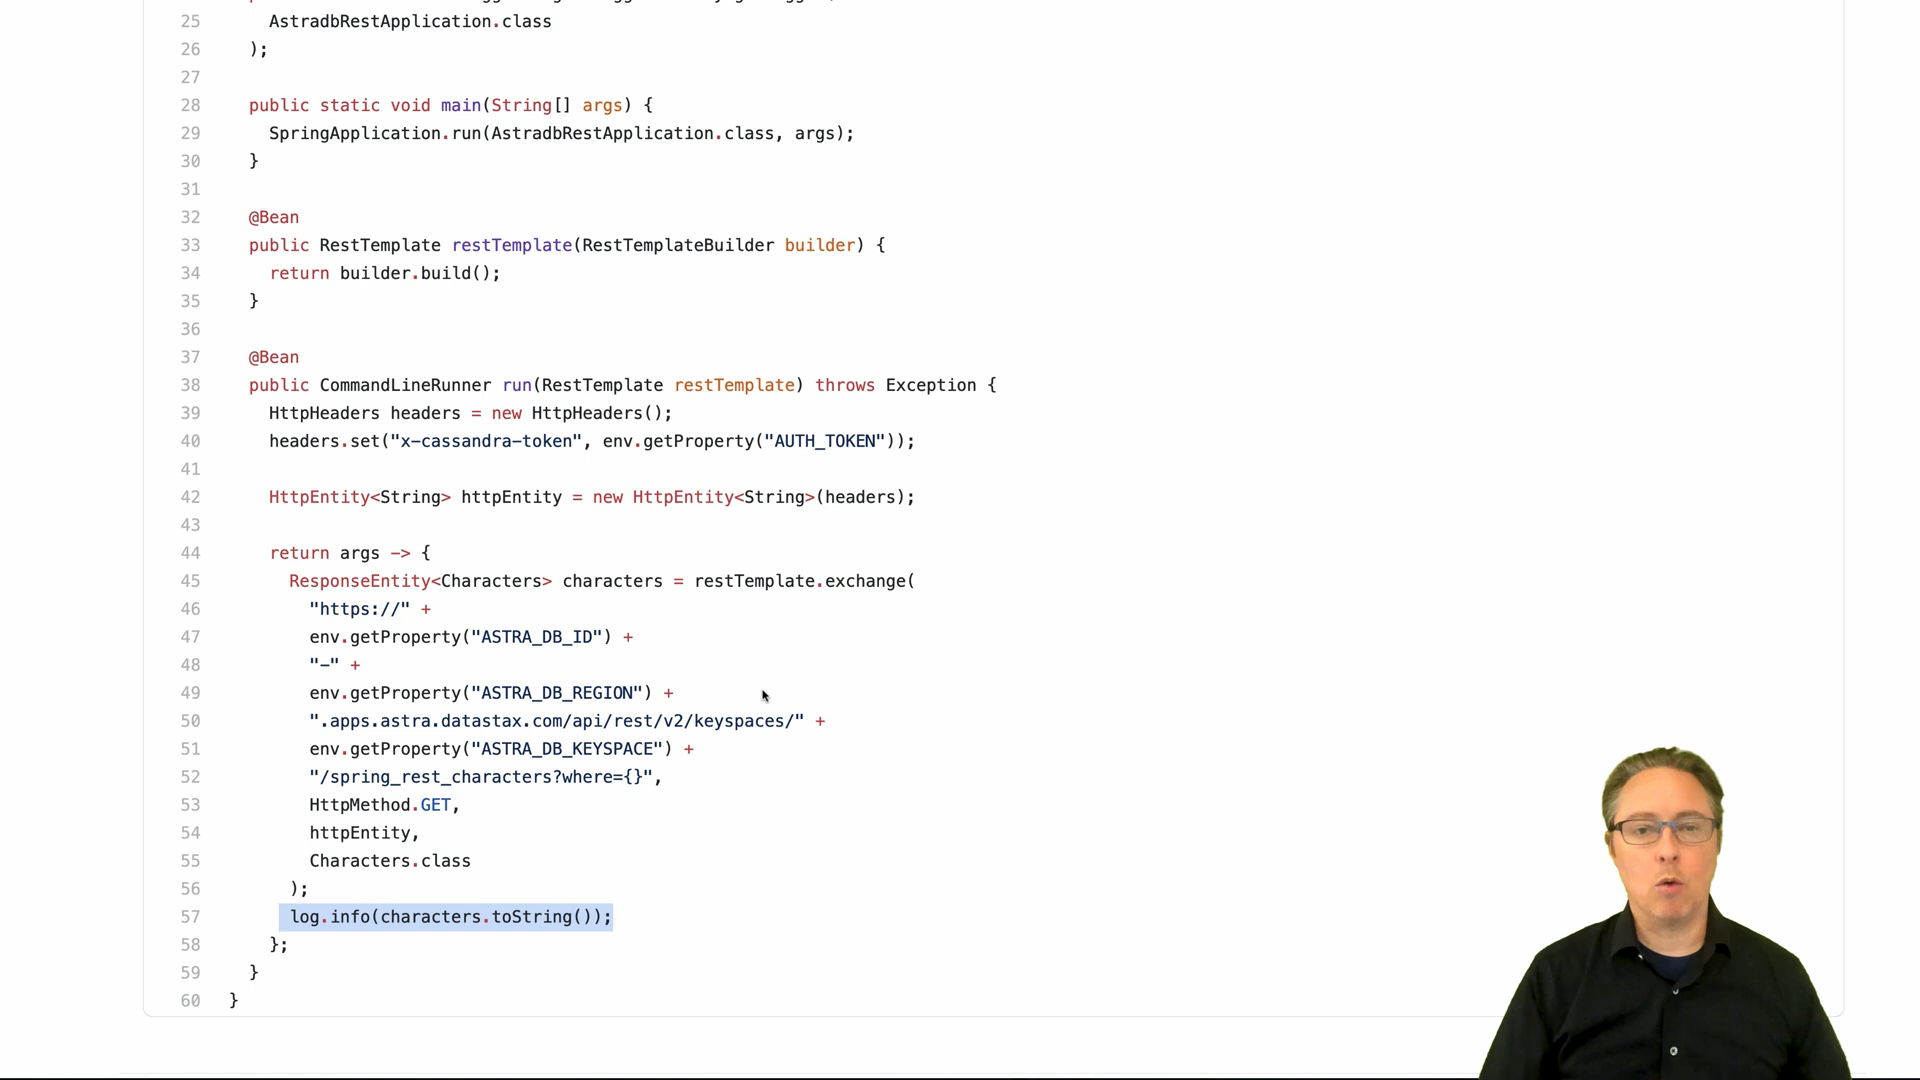 25 AstradbRestApplication.class
26 );
27
28 public static void main(String[] args) {
29 SpringApplication.run(AstradbRestApplication.class, args);
30 }
31
32 @Bean
33 public RestTemplate restTemplate(RestTemplateBuilder builder) {
34 return builder.build();
35 }
36
37 @Bean
38 public CommandLineRunner run(RestTemplate restTemplate) throws Exception {
39 HttpHeaders headers = new HttpHeaders();
40 headers.set("x-cassandra-token", env.getProperty("AUTH_TOKEN"));
41
42 HttpEntity<String> httpEntity = new HttpEntity<String>(headers);
43
44 return args -> {
45 ResponseEntity<Characters> characters = restTemplate.exchange(
46 "https://" +
47 env.getProperty("ASTRA_DB_ID") +
48 "-" +
49 env.getProperty("ASTRA_DB_REGION") +
50 ".apps.astra.datastax.com/api/rest/v2/keyspaces/" +
51 env.getProperty("ASTRA_DB_KEYSPACE") +
52 "/spring_rest_characters?where={}",
53 HttpMethod.GET,
54 httpEntity,
55 Characters.class
56 );
57 log.info(characters.toString());
58 };
59 }
60 }